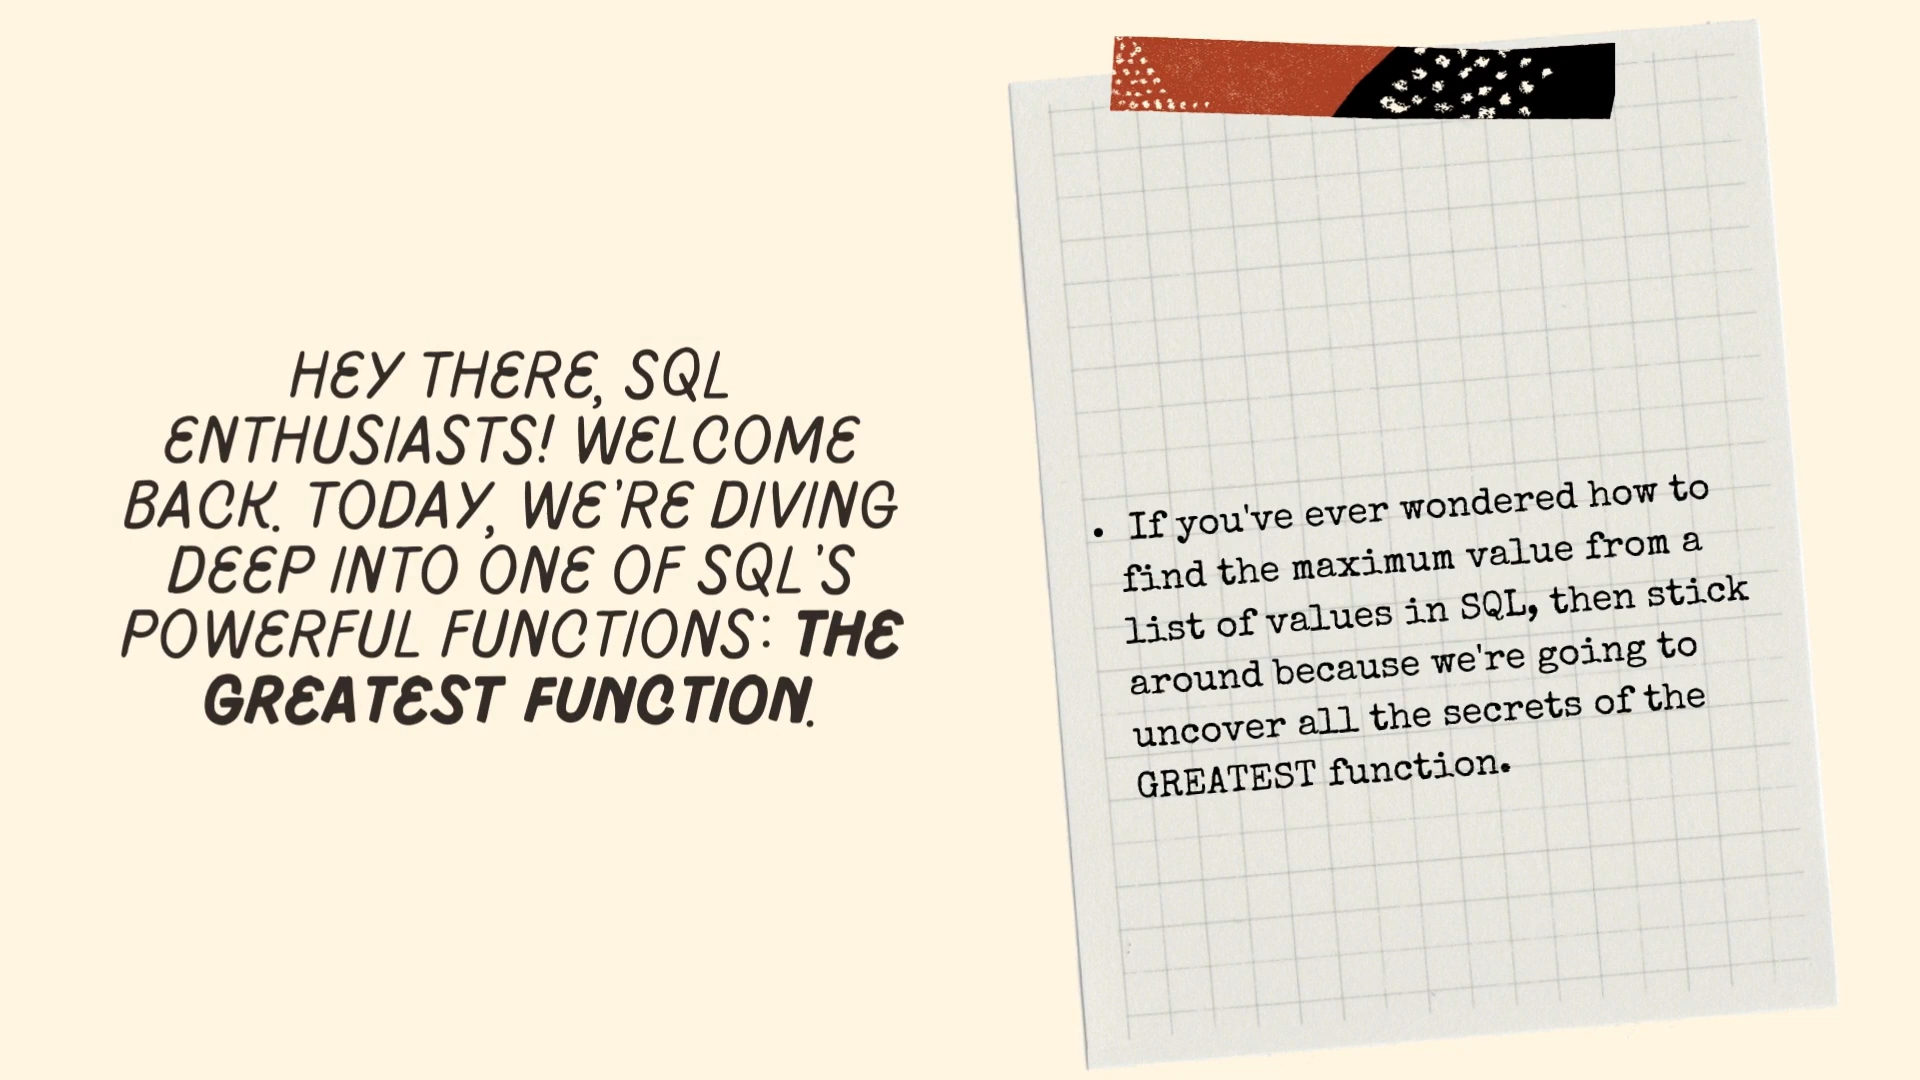 HEY THERE, SQL
ENTHUSIASTS! WELCOME
BACK. TODAY, WE'RE DIVING
DEEP INTO ONE OF SQL'S
POWERFUL FUNCTIONS: THE
GREATEST FUNCTION.
• If you've ever wondered how to
find the maximum value from a
list of values in SQL, then stick
around because we're going to
uncover all the secrets of the
GREATEST function.